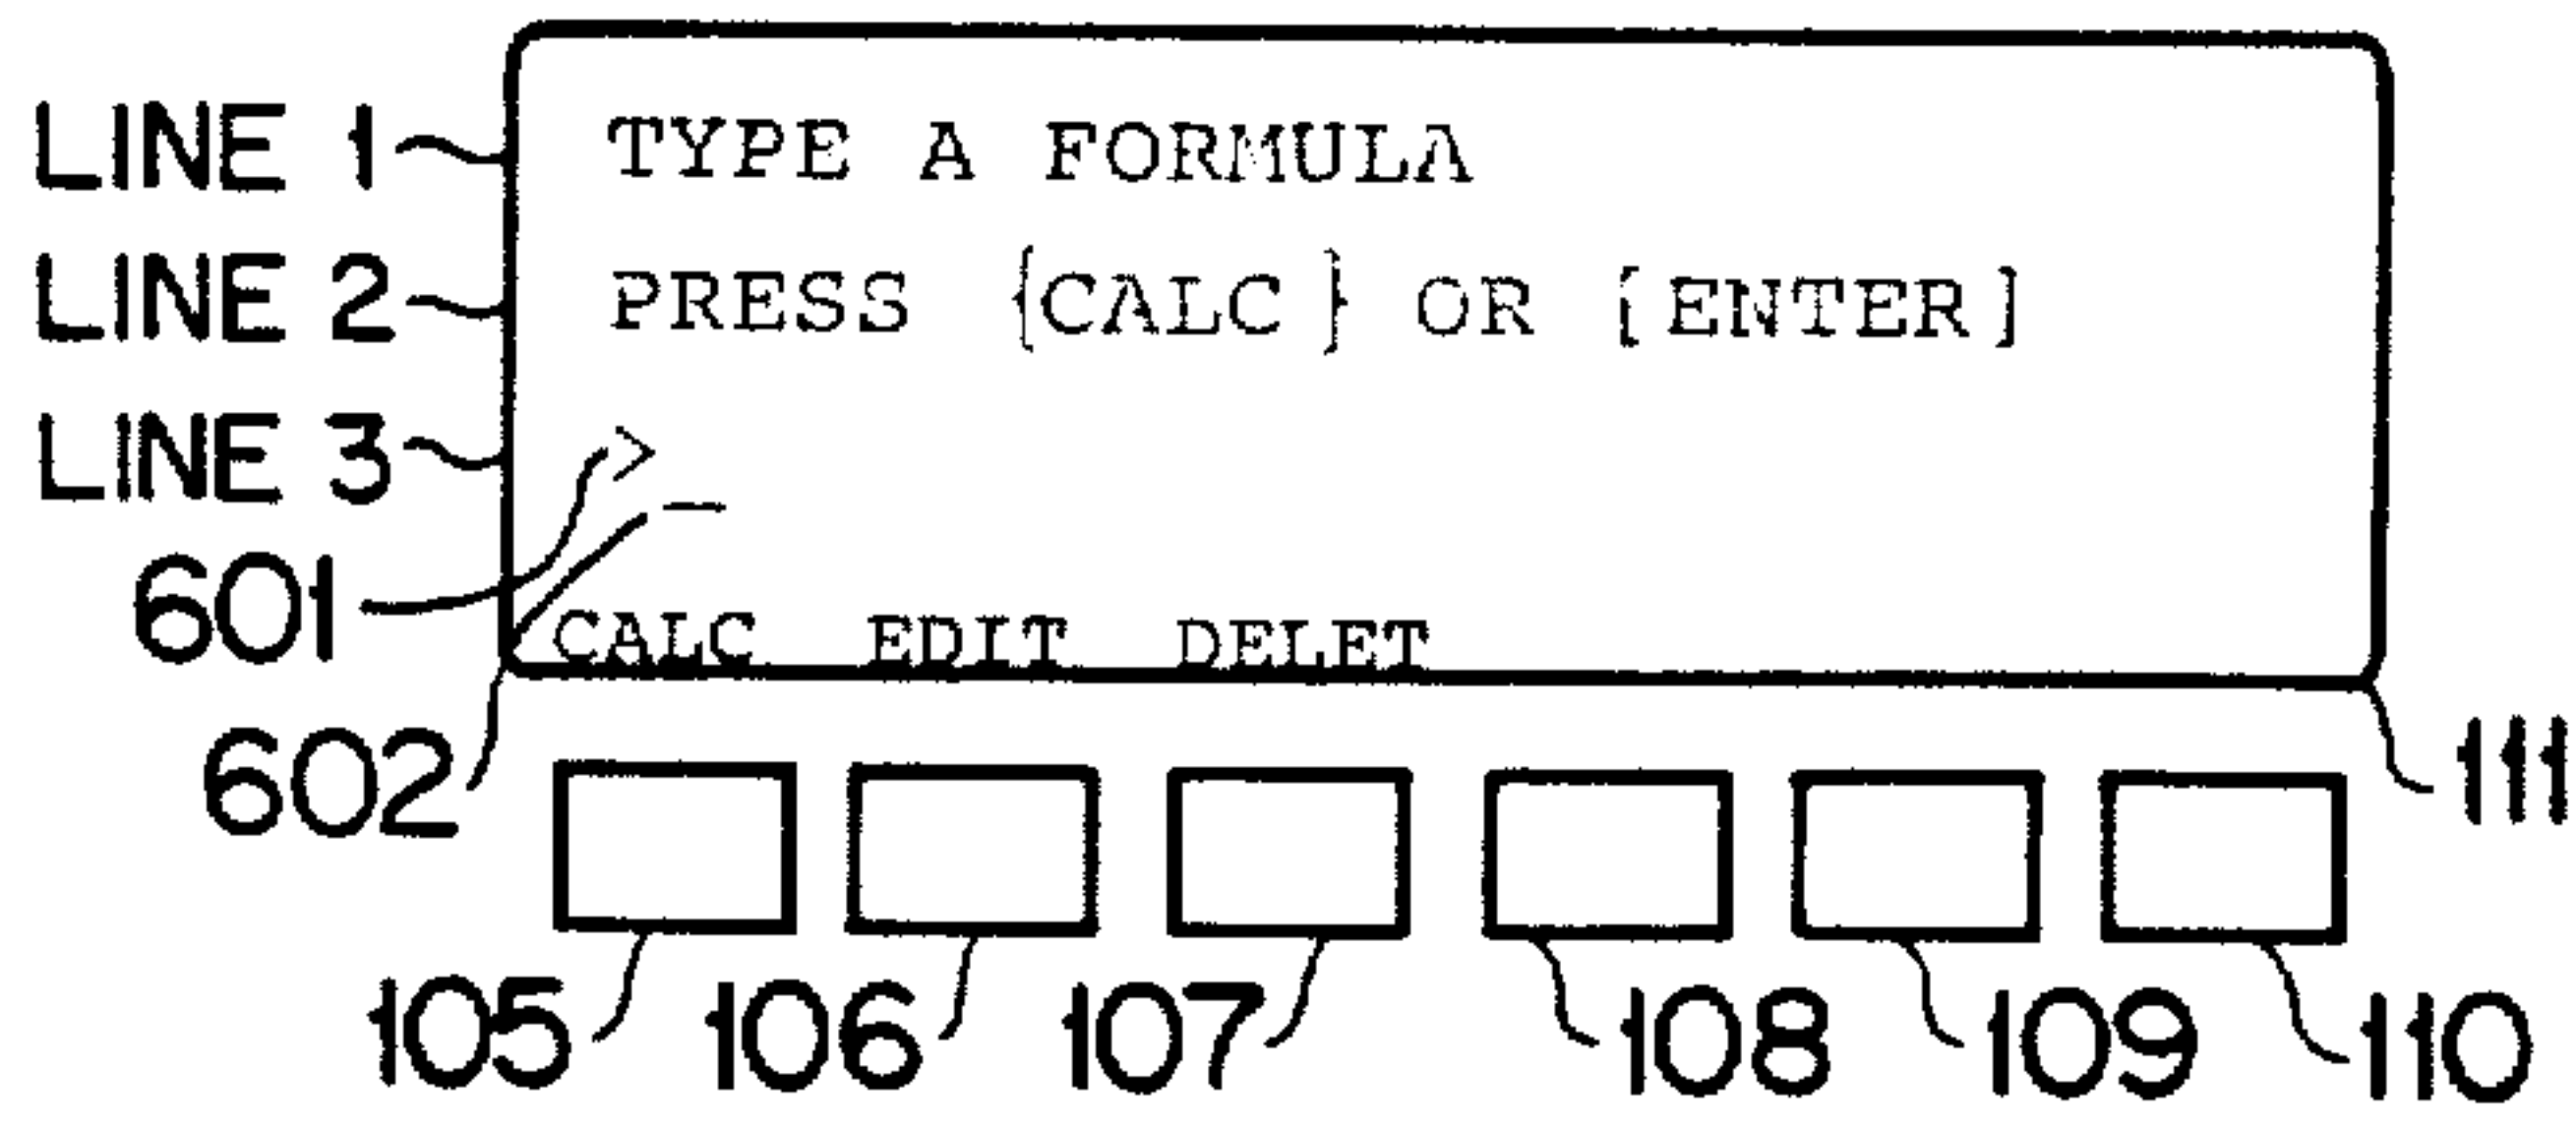 LINE 1 TYPE A FORMULA
LINE 2 PRESS {CALC } OR [ENTER]
LINE 3 >
601 _
CALC EDIT DELET
602 111
105 106 107 108 109 110